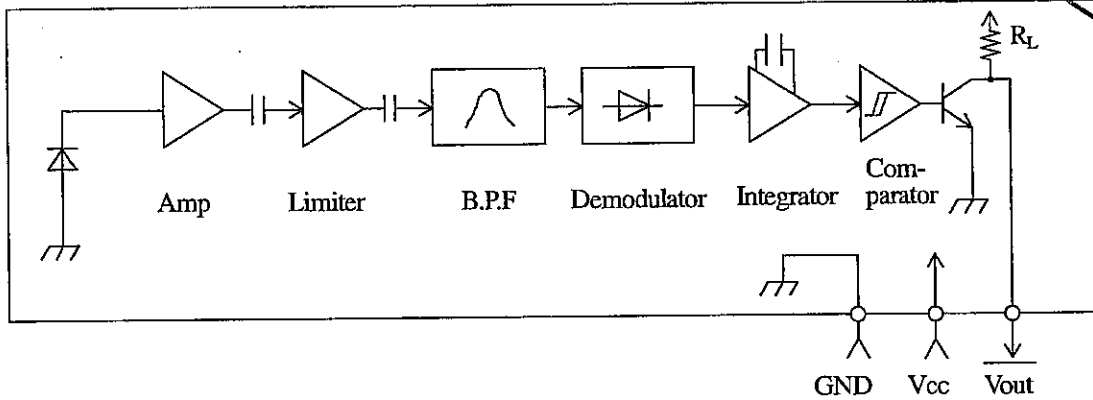 R_L
Amp
Limiter
B.P.F
Demodulator
Integrator
Com-
parator
GND
Vcc
Vout